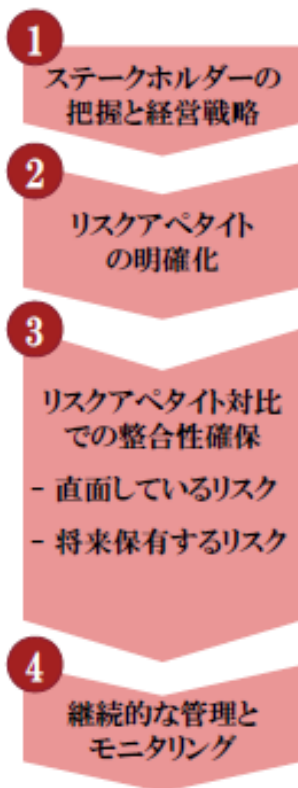 1
ステークホルダーの
把握と経営戦略
2
リスクアペタイト
の明確化
3
リスクアペタイト対比
での整合性確保
- 直面しているリスク
- 将来保有するリスク
4
継続的な管理と
モニタリング